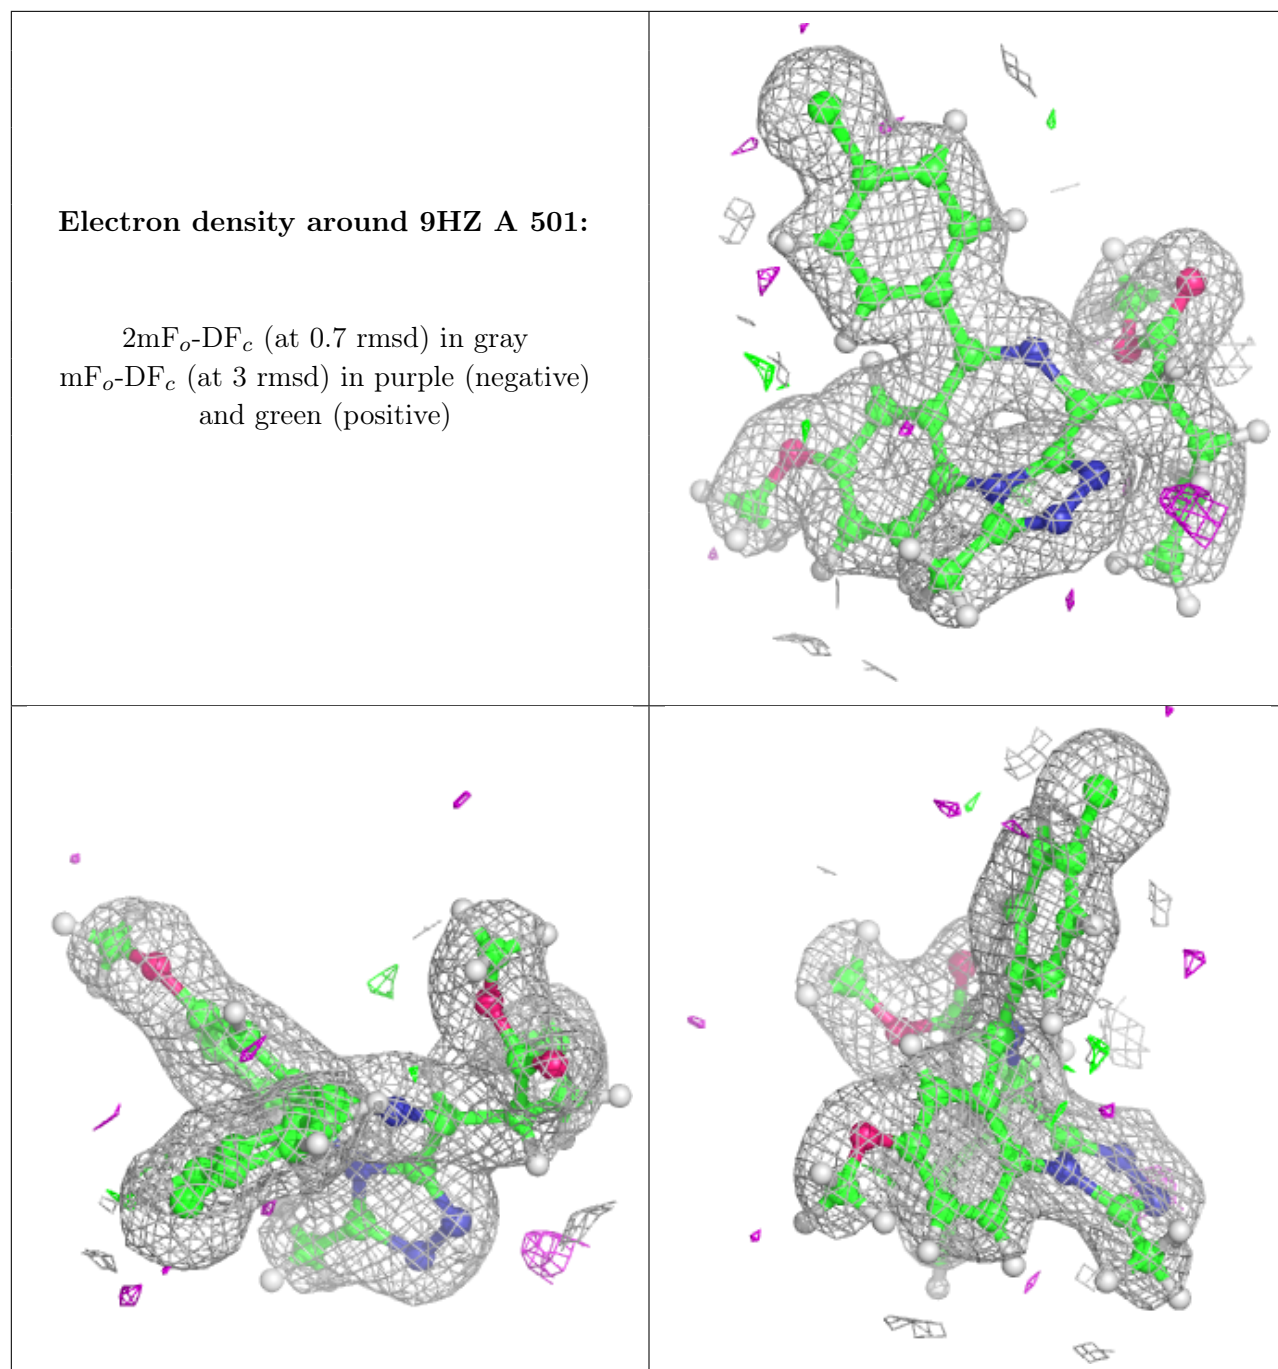 Electron density around 9HZ A 501:
2mFo-DFc (at 0.7 rmsd) in gray
mFo-DFc (at 3 rmsd) in purple (negative)
and green (positive)